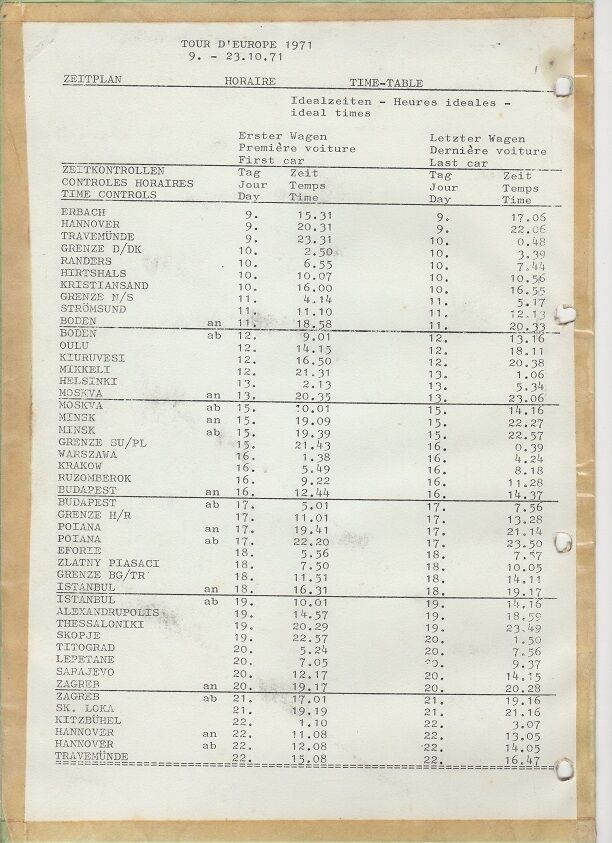 TOUR D'EUROPE 1971
9. - 23.10.71
ZEITPLAN HORAIRE TIME-TABLE
Idealzeiten - Heures ideales -
ideal times
Erster Wagen Letzter Wagen
Première voiture Dernière voiture
First car Last car
ZEITKONTROLLEN Tag Zeit Tag Zeit
CONTROLES HORAIRES Jour Temps Jour Temps
TIME CONTROLS Day Time Day Time
ERBACH 9. 15.31 9. 17.06
HANNOVER 9. 20.31 9. 22.06
TRAVEMÜNDE 9. 23.31 10. 0.48
GRENZE D/DK 10. 2.50 10. 3.39
RANDERS 10. 6.55 10. 7.44
HIRTSHALS 10. 10.07 10. 10.56
KRISTIANSAND 10. 16.00 10. 16.55
GRENZE N/S 11. 4.14 11. 5.17
STRÖMSUND 11. 11.10 11. 12.13
BODEN an 11. 18.58 11. 20.33
BODEN ab 12. 9.01 12. 13.16
OULU 12. 14.15 12. 18.11
KIURUVESI 12. 16.50 12. 20.38
MIKKELI 12. 21.31 13. 1.06
HELSINKI 13. 2.13 13. 5.34
MOSKVA an 13. 20.35 13. 23.06
MOSKVA ab 15. 10.01 15. 14.16
MINSK an 15. 19.09 15. 22.27
MINSK ab 15. 19.39 15. 22.57
GRENZE SU/PL 15. 21.43 16. 0.39
WARSZAWA 16. 1.38 16. 4.24
KRAKOW 16. 5.49 16. 8.18
RUZOMBEROK 16. 9.22 16. 11.28
BUDAPEST an 16. 12.44 16. 14.37
BUDAPEST ab 17. 5.01 17. 7.56
GRENZE H/R 17. 11.01 17. 13.28
POIANA an 17. 19.41 17. 21.14
POIANA ab 17. 22.20 17. 23.50
EFORIE 18. 5.56 18.
ZLATNY PIASACI 18. 7.50 18. 10.05
GRENZE BG/TR 18. 11.51 18. 14.11
ISTANBUL an 18. 16.31 18. 19.17
ISTANBUL ab 19. 10.01 19. 14.16
ALEXANDRUPOLIS 19. 14.57 19. 18.59
THESSALONIKI 19. 20.29 19. 23.49
SKOPJE 19. 22.57 20. 1.50
TITOGRAD 20. 5.24 20. 7.56
LEPETANE 20. 7.05 20. 9.37
SARAJEVO 20. 12.17 20. 14.15
ZAGREB an 20. 19.17 20. 20.28
ZAGREB ab 21. 17.01 21. 19.16
SK. LOKA 21. 19.19 21. 21.16
KITZBÜHEL 22. 1.10 22. 3.07
HANNOVER an 22. 11.08 22. 13.05
HANNOVER ab 22. 12.08 22. 14.05
TRAVEMÜNDE 22. 15.08 22. 16.47